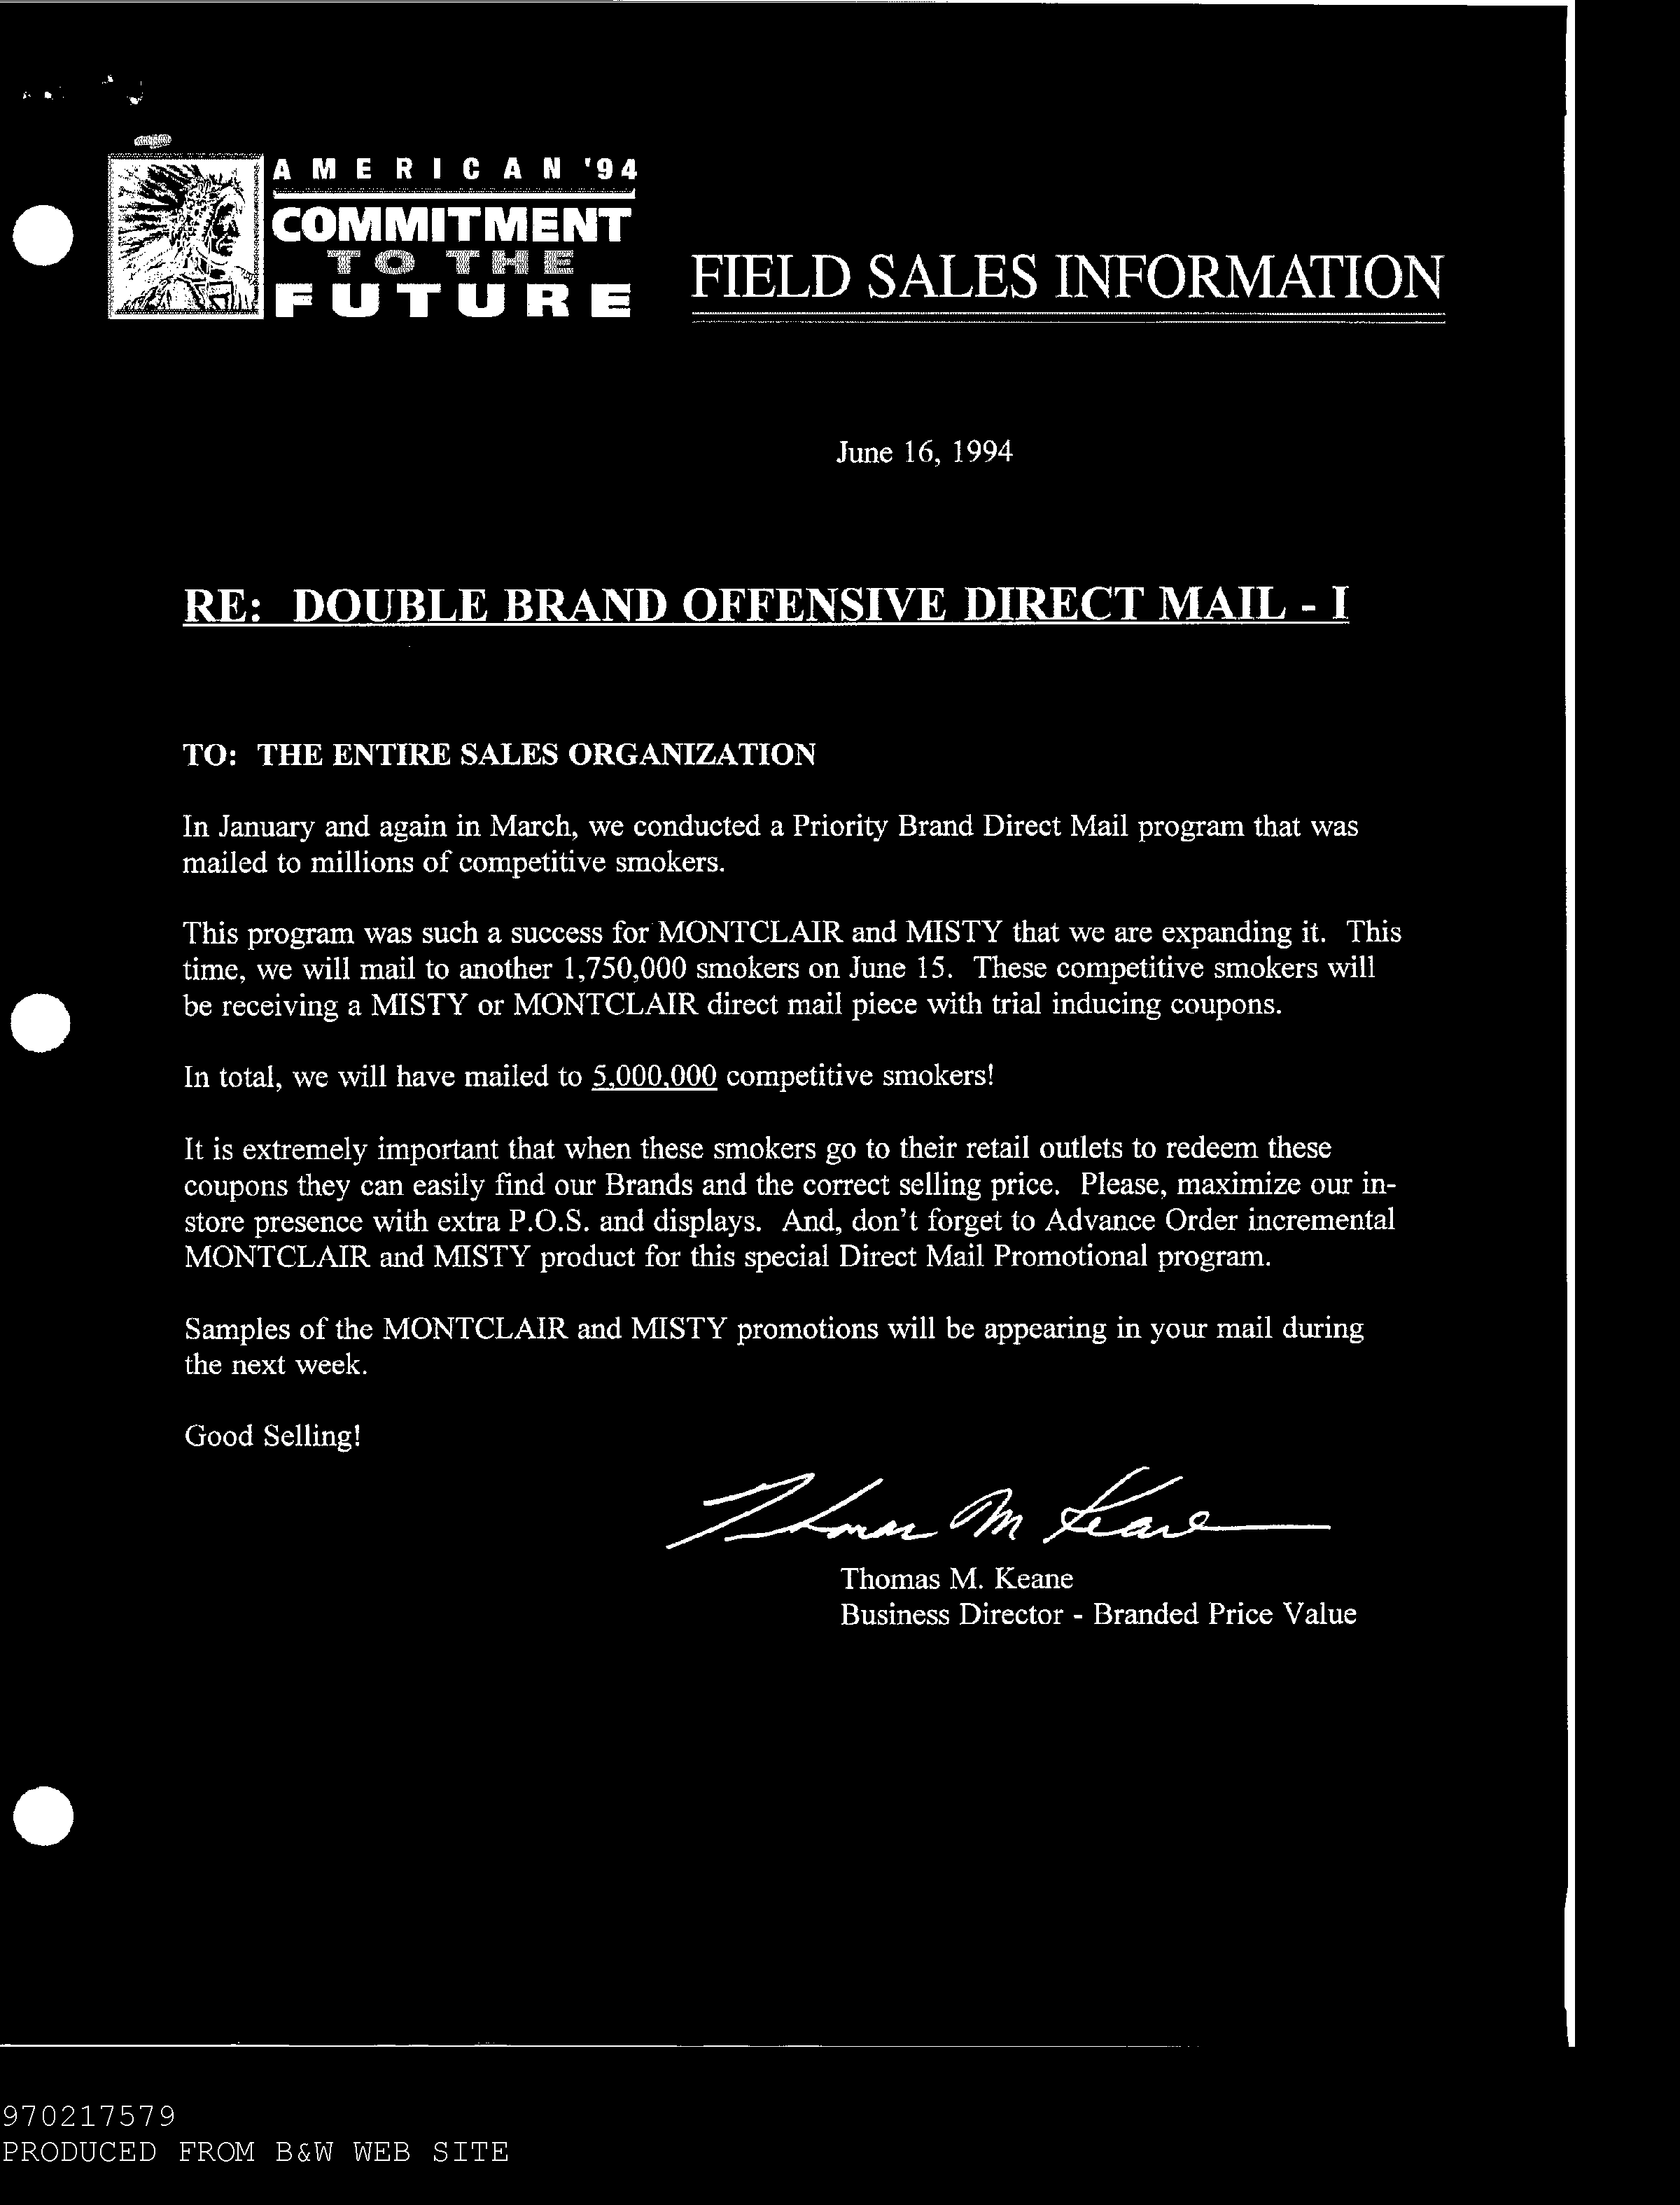 AMERICAN '94
COMMITMENT
TO THE
FUTURE
FIELD SALES INFORMATION
June 16, 1994
RE: DOUBLE BRAND OFFENSIVE DIRECT MAIL - I
TO: THE ENTIRE SALES ORGANIZATION
In January and again in March, we conducted a Priority Brand Direct Mail program that was
mailed to millions of competitive smokers.
This program was such a success for MONTCLAIR and MISTY that we are expanding it. This
time, we will mail to another 1,750,000 smokers on June 15. These competitive smokers will
be receiving a MISTY or MONTCLAIR direct mail piece with trial inducing coupons.
In total, we will have mailed to 5,000,000 competitive smokers!
It is extremely important that when these smokers go to their retail outlets to redeem these
coupons they can easily find our Brands and the correct selling price. Please, maximize our in-
store presence with extra P.O.S. and displays. And, don't forget to Advance Order incremental
MONTCLAIR and MISTY product for this special Direct Mail Promotional program.
Samples of the MONTCLAIR and MISTY promotions will be appearing in your mail during
the next week.
Good Selling!
Thomas M Keane
Thomas M. Keane
Business Director - Branded Price Value
970217579
PRODUCED FROM B&W WEB SITE